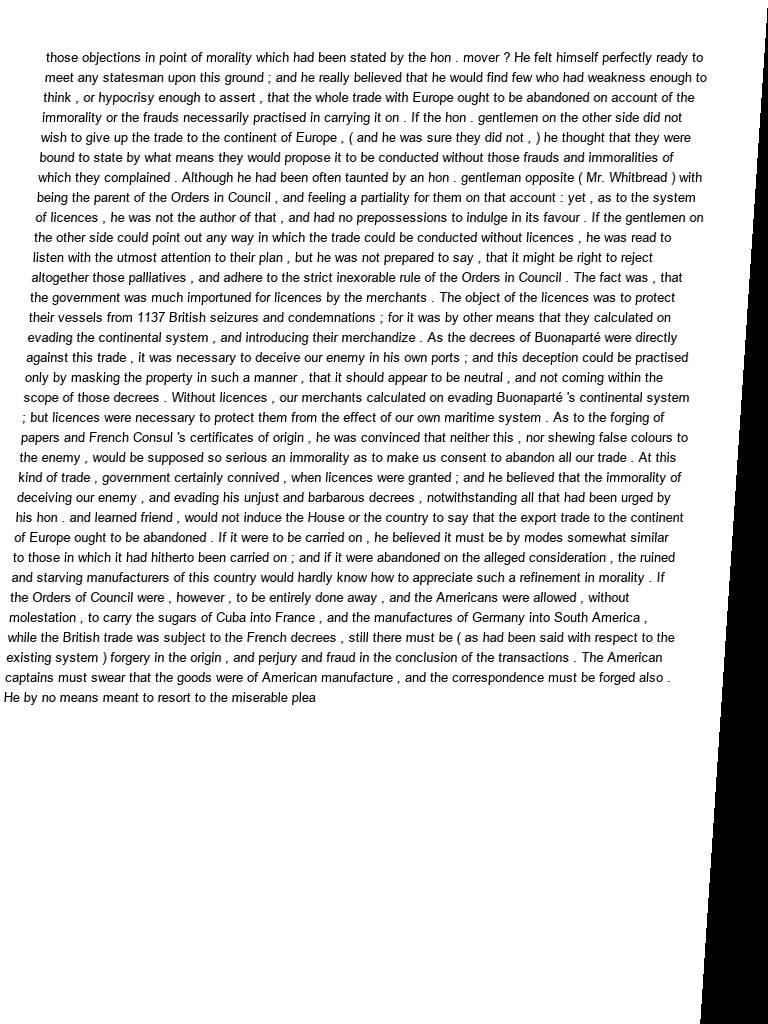 those objections in point of morality which had been stated by the hon . mover ? He felt himself perfectly ready to
meet any statesman upon this ground ; and he really believed that he would find few who had weakness enough to
think , or hypocrisy enough to assert , that the whole trade with Europe ought to be abandoned on account of the
immorality or the frauds necessarily practised in carrying it on . If the hon . gentlemen on the other side did not
wish to give up the trade to the continent of Europe , ( and he was sure they did not , ) he thought that they were
bound to state by what means they would propose it to be conducted without those frauds and immoralities of
which they complained . Although he had been often taunted by an hon . gentleman opposite ( Mr. Whitbread ) with
being the parent of the Orders in Council , and feeling a partiality for them on that account : yet , as to the system
of licences , he was not the author of that , and had no prepossessions to indulge in its favour . If the gentlemen on
the other side could point out any way in which the trade could be conducted without licences , he was read to
listen with the utmost attention to their plan , but he was not prepared to say , that it might be right to reject
altogether those palliatives , and adhere to the strict inexorable rule of the Orders in Council . The fact was , that
the government was much importuned for licences by the merchants . The object of the licences was to protect
their vessels from 1137 British seizures and condemnations ; for it was by other means that they calculated on
evading the continental system , and introducing their merchandize . As the decrees of Buonaparté were directly
against this trade , it was necessary to deceive our enemy in his own ports ; and this deception could be practised
only by masking the property in such a manner , that it should appear to be neutral , and not coming within the
scope of those decrees . Without licences , our merchants calculated on evading Buonaparté 's continental system
; but licences were necessary to protect them from the effect of our own maritime system . As to the forging of
papers and French Consul 's certificates of origin , he was convinced that neither this , nor shewing false colours to
the enemy , would be supposed so serious an immorality as to make us consent to abandon all our trade . At this
kind of trade , government certainly connived , when licences were granted ; and he believed that the immorality of
deceiving our enemy , and evading his unjust and barbarous decrees , notwithstanding all that had been urged by
his hon . and learned friend , would not induce the House or the country to say that the export trade to the continent
of Europe ought to be abandoned . If it were to be carried on , he believed it must be by modes somewhat similar
to those in which it had hitherto been carried on ; and if it were abandoned on the alleged consideration , the ruined
and starving manufacturers of this country would hardly know how to appreciate such a refinement in morality . If
the Orders of Council were , however , to be entirely done away , and the Americans were allowed , without
molestation , to carry the sugars of Cuba into France , and the manufactures of Germany into South America ,
while the British trade was subject to the French decrees , still there must be ( as had been said with respect to the
existing system ) forgery in the origin , and perjury and fraud in the conclusion of the transactions . The American
captains must swear that the goods were of American manufacture , and the correspondence must be forged also .
He by no means meant to resort to the miserable plea